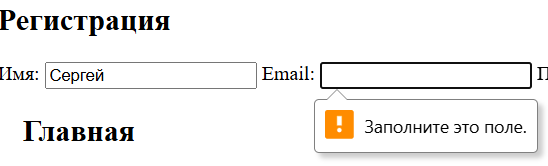 Регистрация
Имя: Сергей Email: П
Заполните это поле.
Главная